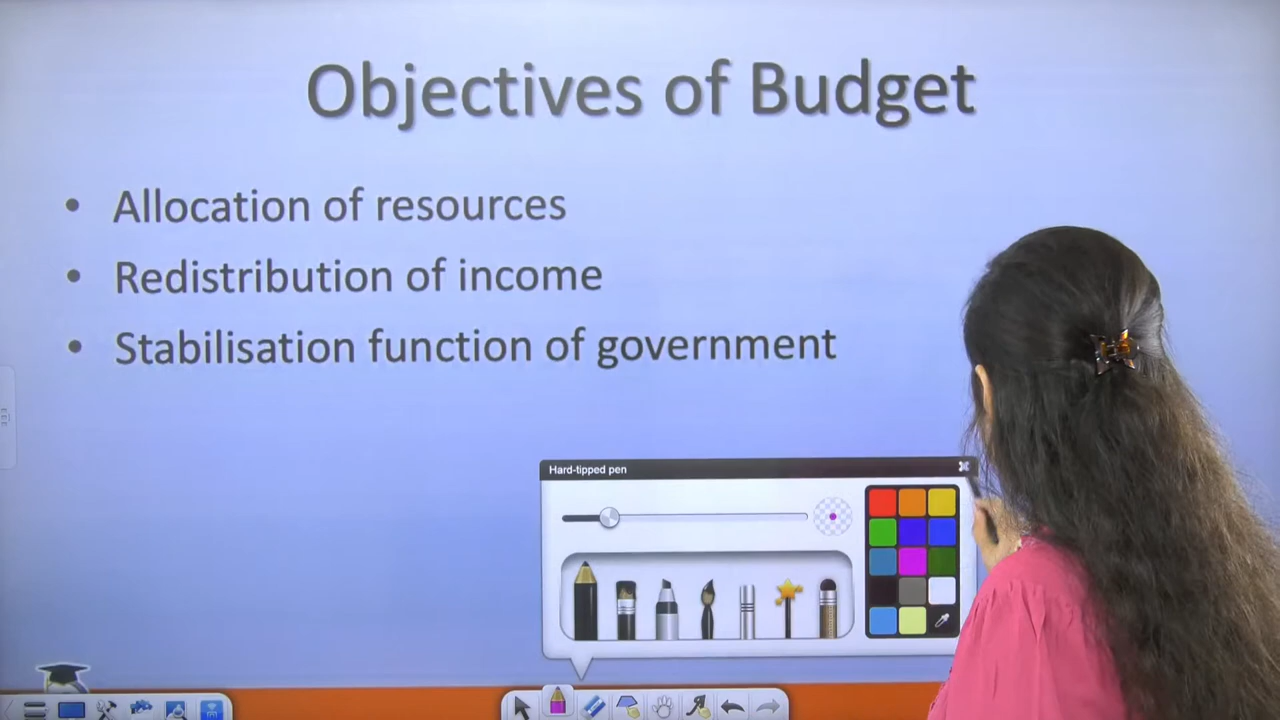 Objectives of Budget
• Allocation of resources
• Redistribution of income
• Stabilisation function of government
Hard-tipped pen